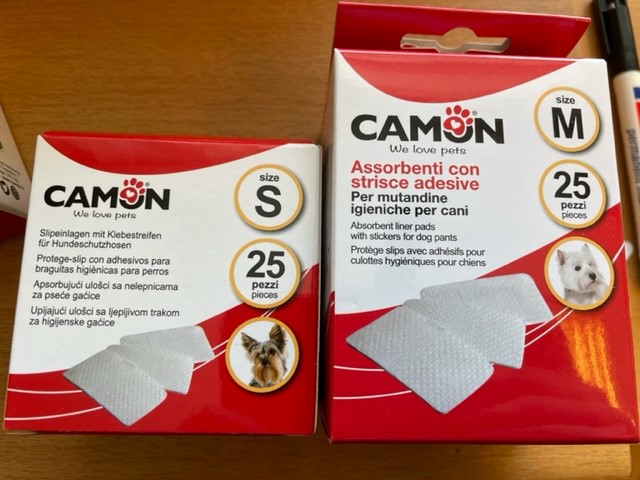 CAMON
We love pets
size
S
25
pezzi
pieces
Slipeinlagen mit Klebestreifen
für Hundeschutzhosen
Protege-slip con adhesivos para
braguitas higiènicas para perros
Apsorbujući ulošci sa nelepnicama
za pseće gaćice
Upijajući ulošci sa ljepljivom trakom
za higijenske gaćice
CAMON
We love pets
size
M
25
pezzi
pieces
Assorbenti con
strisce adesive
Per mutandine
igieniche per cani
Absorbent liner pads
with stickers for dog pants
Protège slips avec adhésifs pour
culottes hygiéniques pour chiens